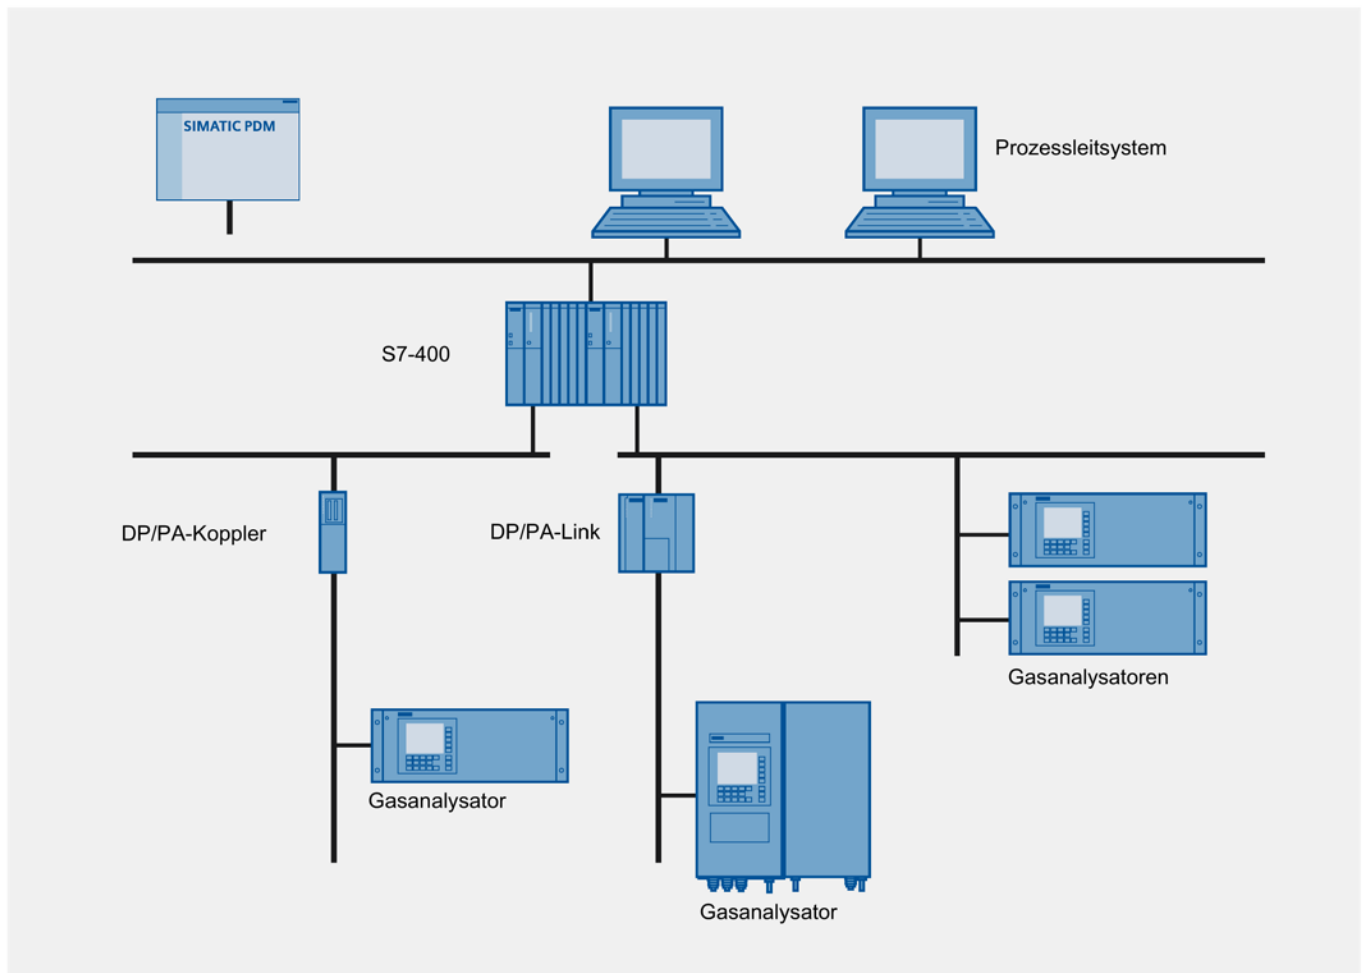 SIMATIC PDM
Prozessleitsystem
S7-400
DP/PA-Koppler
DP/PA-Link
Gasanalysatoren
Gasanalysator
Gasanalysator